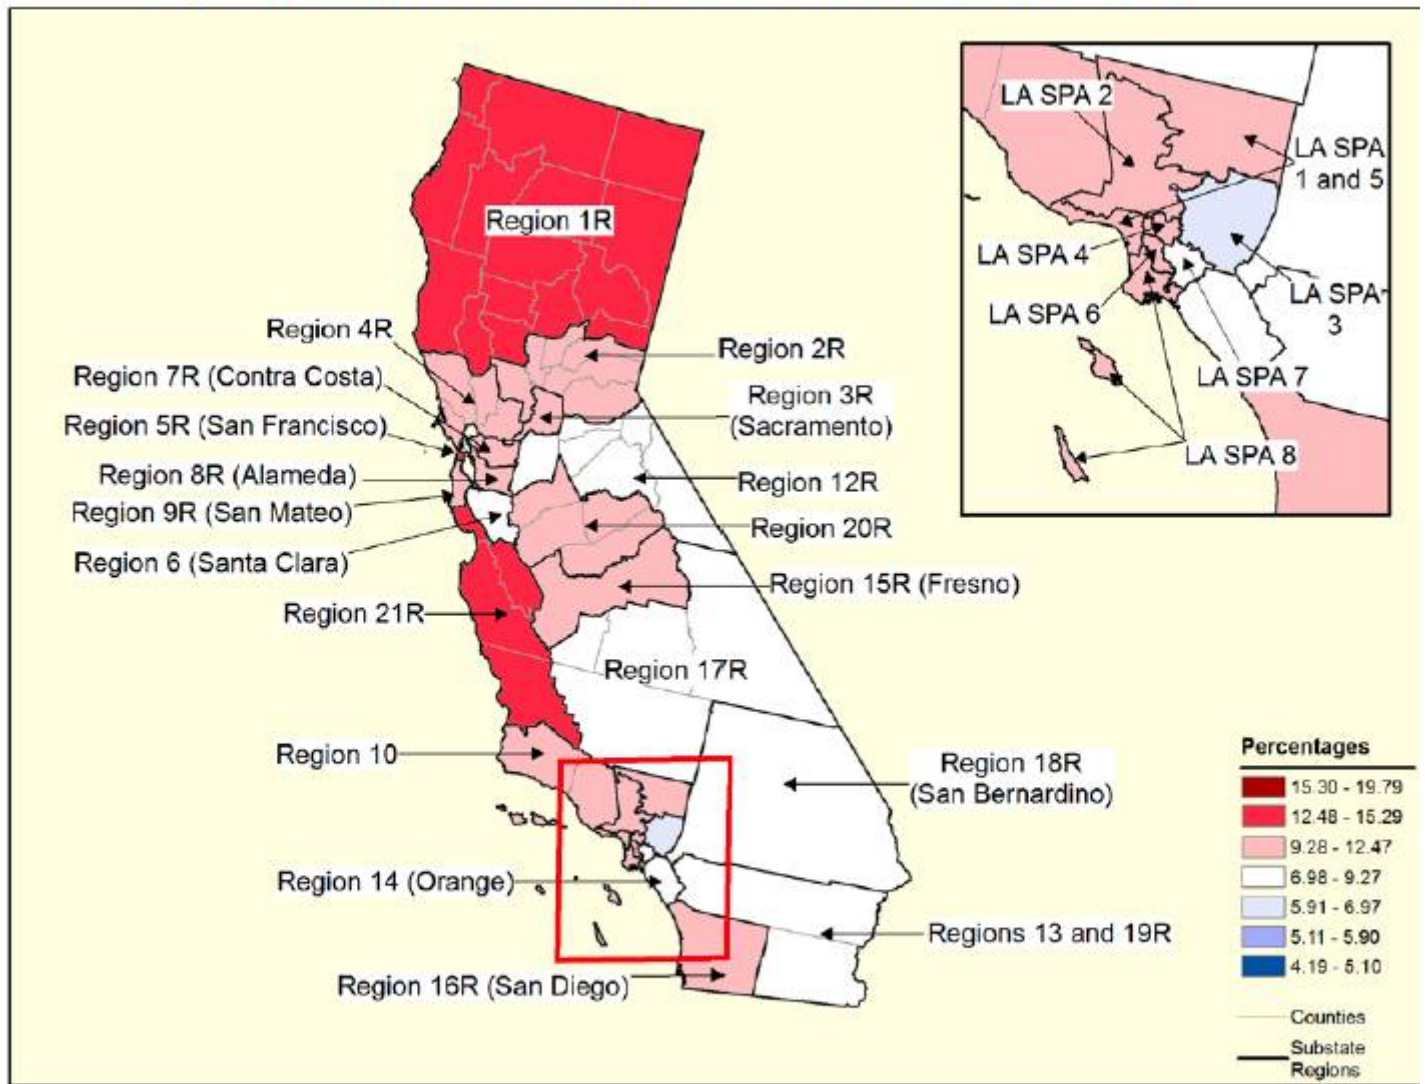 Region 1R
Region 4R
Region 2R
Region 7R (Contra Costa)
Region 3R
(Sacramento)
Region 5R (San Francisco)
Region 8R (Alameda)
Region 12R
Region 9R (San Mateo)
Region 20R
Region 6 (Santa Clara)
Region 15R (Fresno)
Region 21R
Region 17R
Region 10
Region 18R
(San Bernardino)
Region 14 (Orange)
Regions 13 and 19R
Region 16R (San Diego)
LA SPA 2
LA SPA
1 and 5
LA SPA 4
LA SPA
3
LA SPA 6
LA SPA 7
LA SPA 8
Percentages
15.30 - 19.79
12.48 - 15.29
9.28 - 12.47
6.98 - 9.27
5.91 - 6.97
5.11 - 5.90
4.19 - 5.10
Counties
Substate
Regions